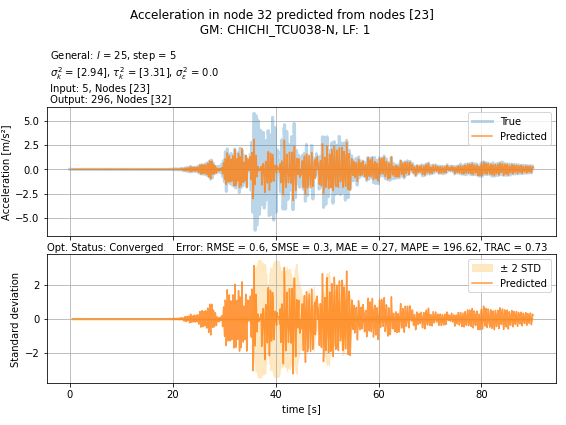 Acceleration in node 32 predicted from nodes [23]
GM: CHICHI_TCU038-N, LF: 1
General: l = 25, step = 5
σ²ₖ = [2.94], τ²ₖ = [3.31], σ²ε = 0.0
Input: 5, Nodes [23]
Output: 296, Nodes [32]
Acceleration [m/s²]
5.0
2.5
0.0
−2.5
−5.0
True
Predicted
Opt. Status: Converged Error: RMSE = 0.6, SMSE = 0.3, MAE = 0.27, MAPE = 196.62, TRAC = 0.73
Standard deviation
2
0
−2
± 2 STD
Predicted
0 20 40 60 80
time [s]